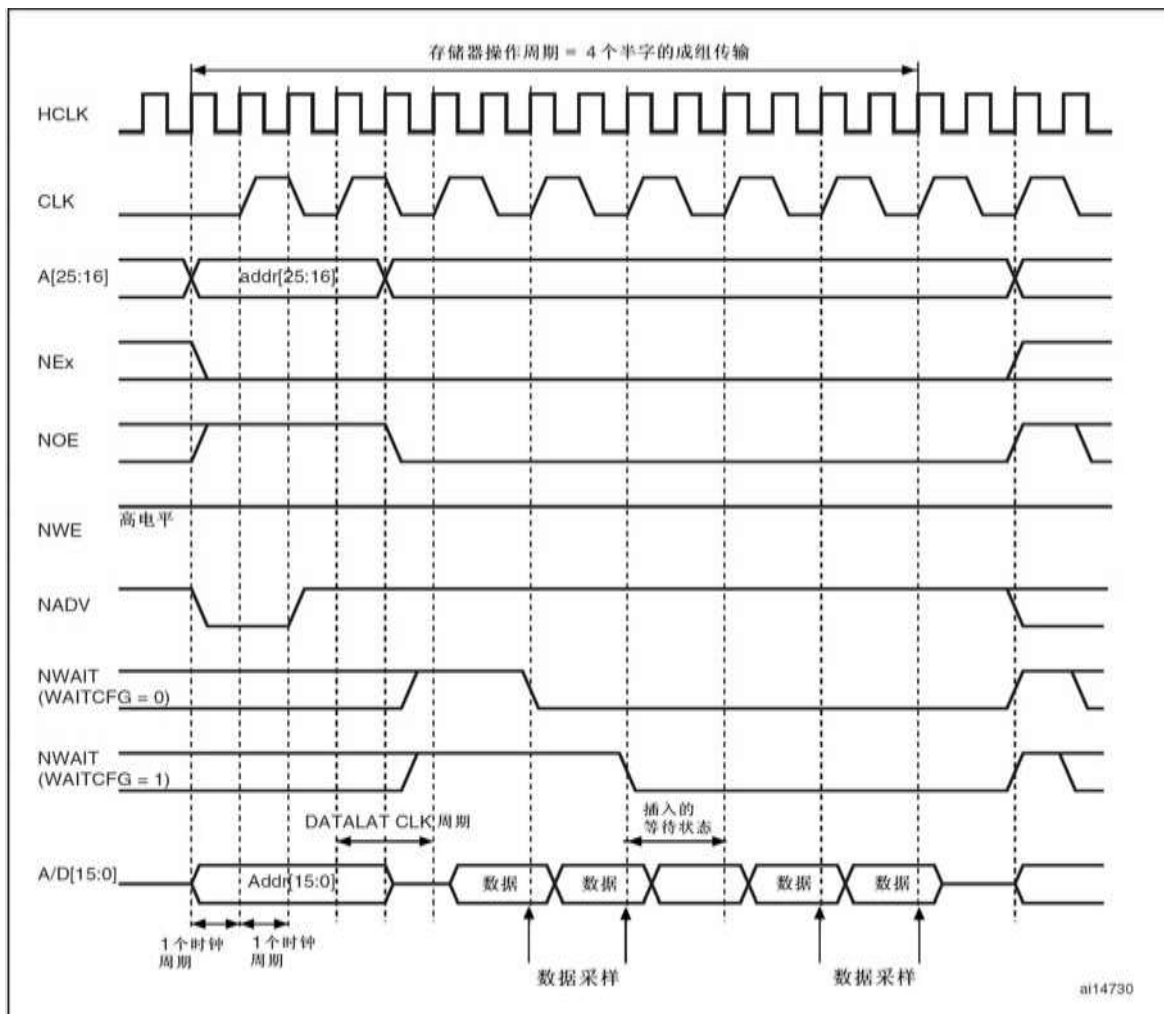 存储器操作周期 = 4个半字的成组传输
HCLK
CLK
A[25:16]
addr[25:16]
NEx
NOE
高电平
NWE
NADV
NWAIT
(WAITCFG = 0)
NWAIT
(WAITCFG = 1)
插入的
等待状态
DATALAT CLK 周期
A/D[15:0]
Addr[15:0]
数据
数据
数据
数据
1个时钟
周期
1个时钟
周期
数据采样
数据采样
ai14730